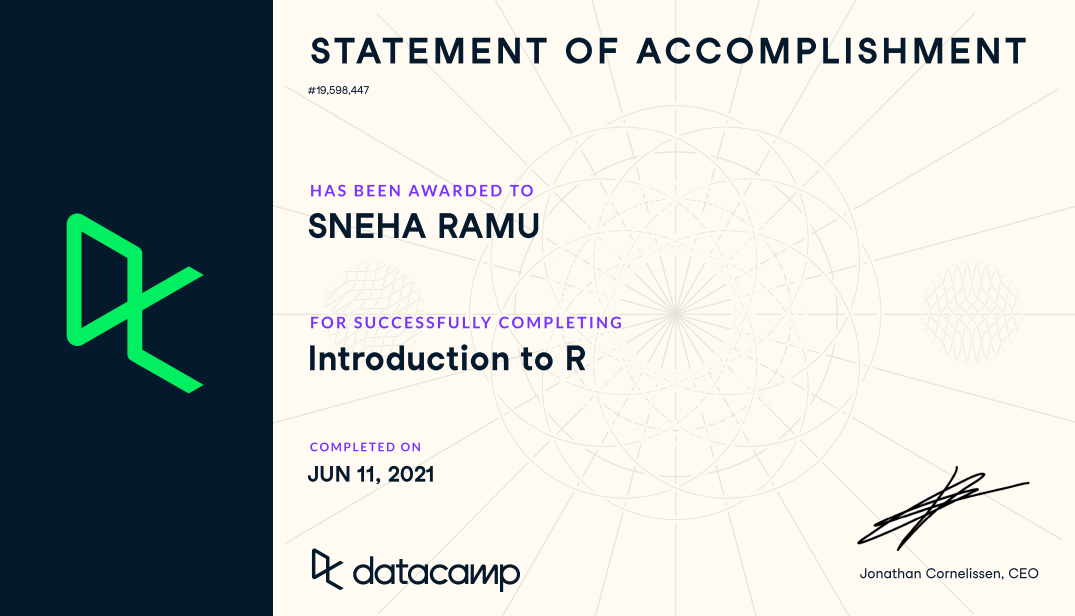 STATEMENT OF ACCOMPLISHMENT
#19,598,447
HAS BEEN AWARDED TO
SNEHA RAMU
FOR SUCCESSFULLY COMPLETING
Introduction to R
COMPLETED ON
JUN 11, 2021
datacamp
Jonathan Cornelissen, CEO